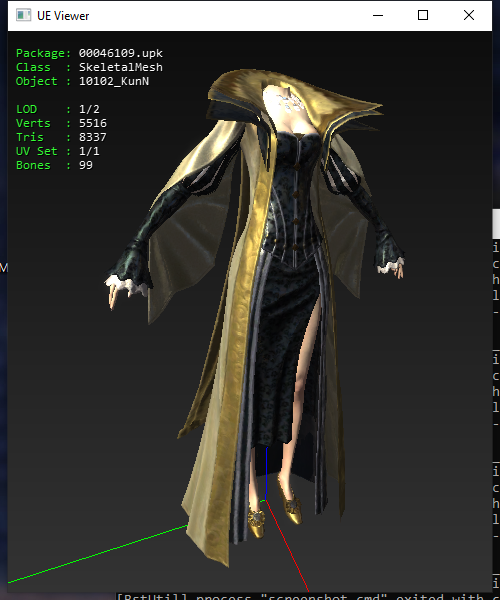 UE Viewer
Package: 00046109.upk
Class : SkeletalMesh
Object : 10102_KunN
LOD : 1/2
Verts : 5516
Tris : 8337
UV Set : 1/1
Bones : 99
M
i
c
h
l
-
i
c
h
l
-
i
c
h
l
-
i
[BstUtil] process "screenshot.cmd" exited with c